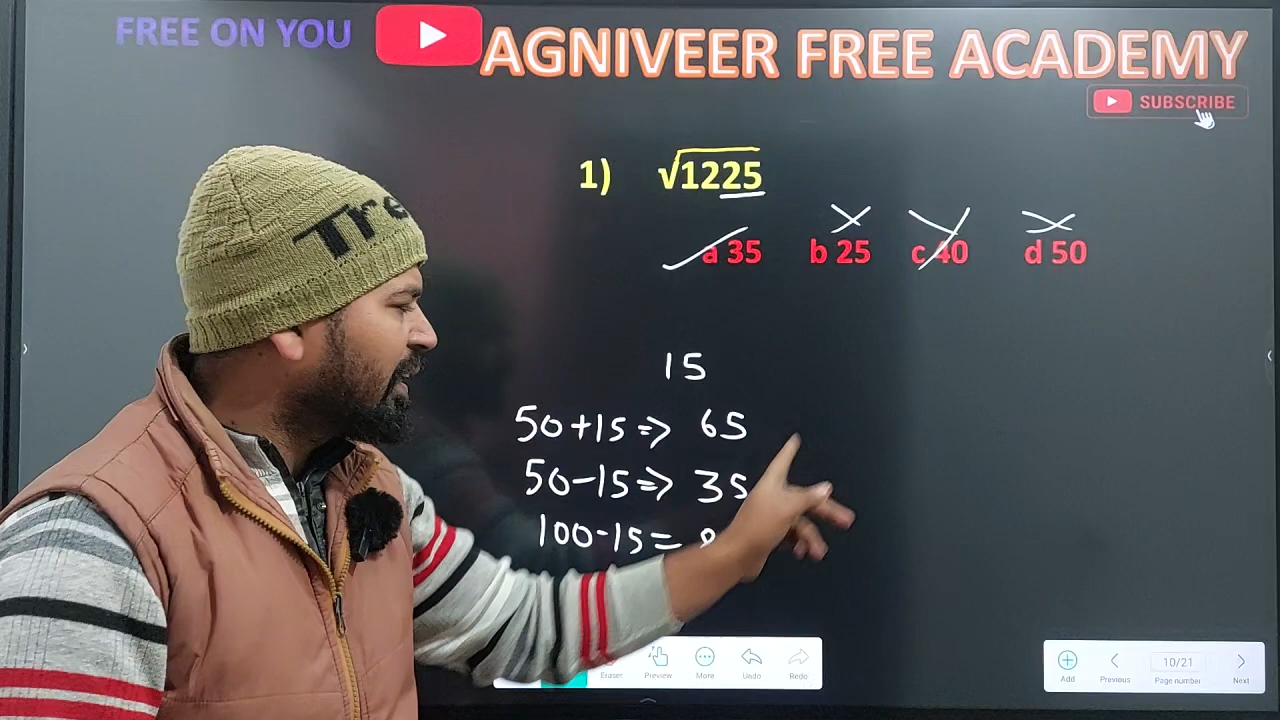 FREE ON YOU AGNIVEER FREE ACADEMY
SUBSCRIBE
1) √1225
a 35 b 25 c 40 d 50
15
50+15=> 65
50-15=> 35
100-15=
Eraser Preview More Undo Redo
Add Previous 10/21 Page number Next